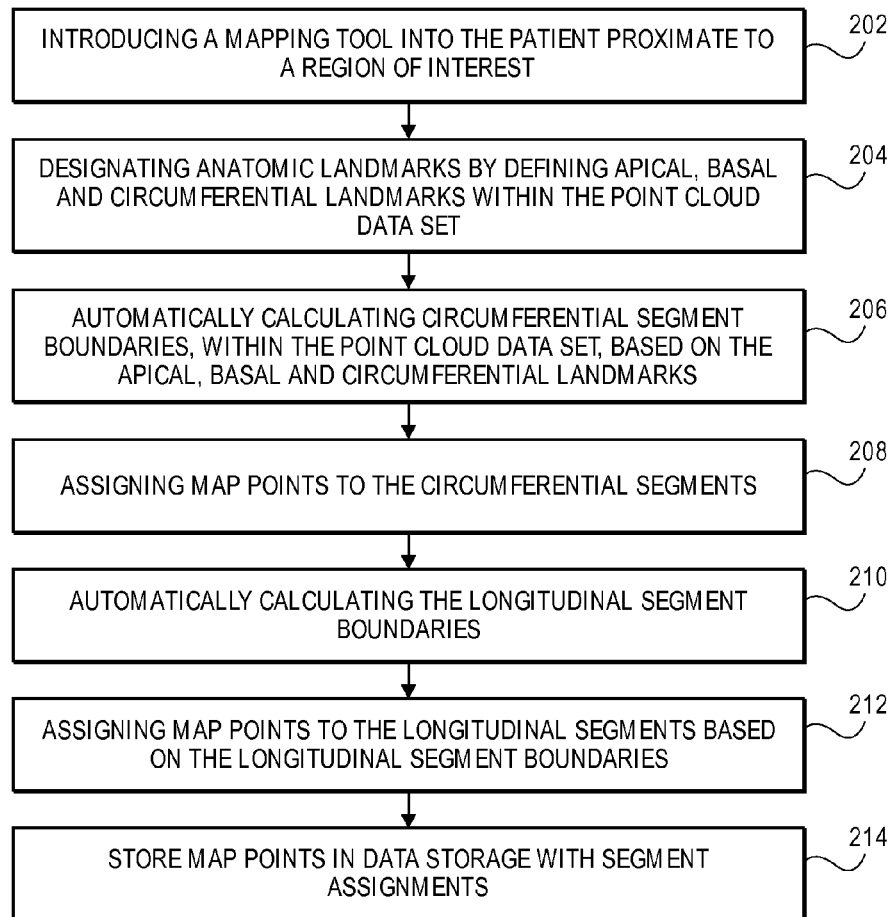 INTRODUCING A MAPPING TOOL INTO THE PATIENT PROXIMATE TO
A REGION OF INTEREST
202
DESIGNATING ANATOMIC LANDMARKS BY DEFINING APICAL, BASAL
AND CIRCUMFERENTIAL LANDMARKS WITHIN THE POINT CLOUD
DATA SET
204
AUTOMATICALLY CALCULATING CIRCUMFERENTIAL SEGMENT
BOUNDARIES, WITHIN THE POINT CLOUD DATA SET, BASED ON THE
APICAL, BASAL AND CIRCUMFERENTIAL LANDMARKS
206
ASSIGNING MAP POINTS TO THE CIRCUMFERENTIAL SEGMENTS
208
AUTOMATICALLY CALCULATING THE LONGITUDINAL SEGMENT
BOUNDARIES
210
ASSIGNING MAP POINTS TO THE LONGITUDINAL SEGMENTS BASED
ON THE LONGITUDINAL SEGMENT BOUNDARIES
212
STORE MAP POINTS IN DATA STORAGE WITH SEGMENT
ASSIGNMENTS
214